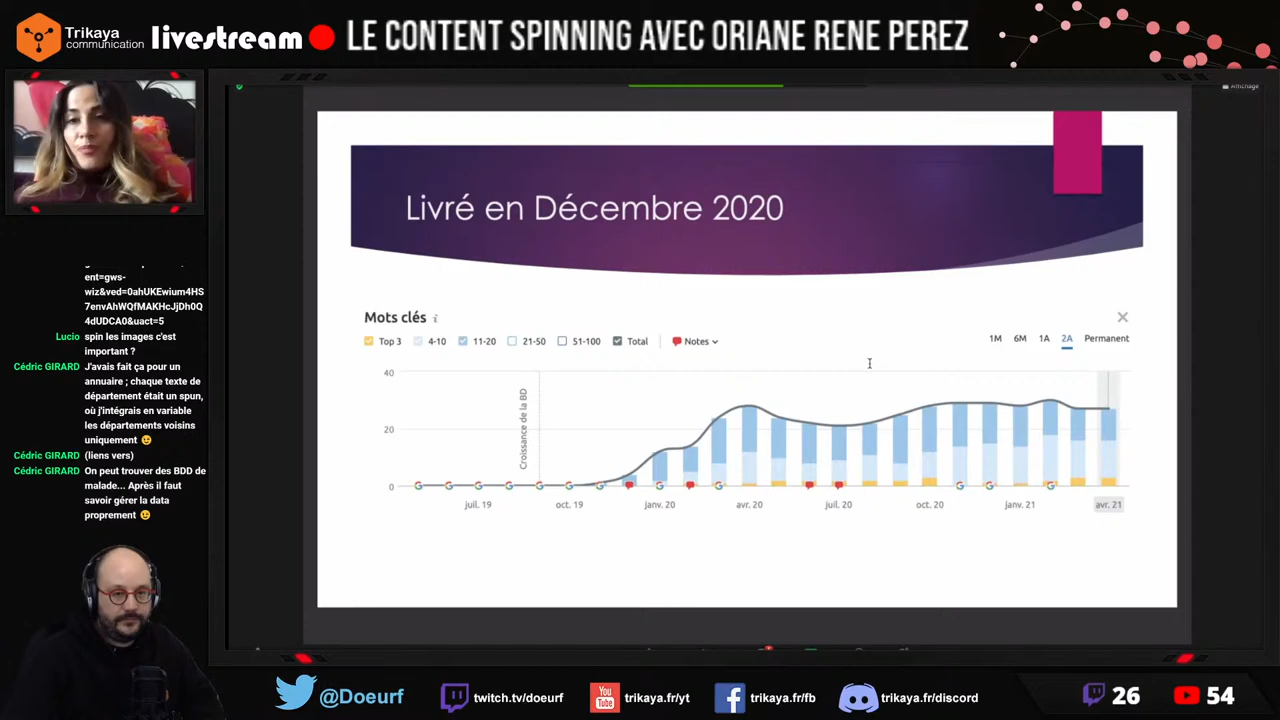 Trikaya
communication
livestream
LE CONTENT SPINNING AVEC ORIANE RENE PEREZ
Affichage
ent=gws-
wiz&ved=0ahUKEwium4HS
7envAhWQfMAKHcJjDh0Q
4dUDCA0&uact=5
Lucio spin les images c'est
important ?
Cédric GIRARD J'avais fait ça pour un
annuaire ; chaque texte de
département était un spun,
où j'intégrais en variable
les départements voisins
uniquement 😉
Cédric GIRARD (liens vers)
Cédric GIRARD On peut trouver des BDD de
malade... Après il faut
savoir gérer la data
proprement 😉
Livré en Décembre 2020
Mots clés i
Top 3 4-10 11-20 21-50 51-100 Total Notes
1M 6M 1A 2A Permanent
40
20
0
Croissance de la BD
juil. 19 oct. 19 janv. 20 avr. 20 juil. 20 oct. 20 janv. 21 avr. 21
@Doeurf
twitch.tv/doeurf
You
Tube
trikaya.fr/yt
trikaya.fr/fb
trikaya.fr/discord
26
54